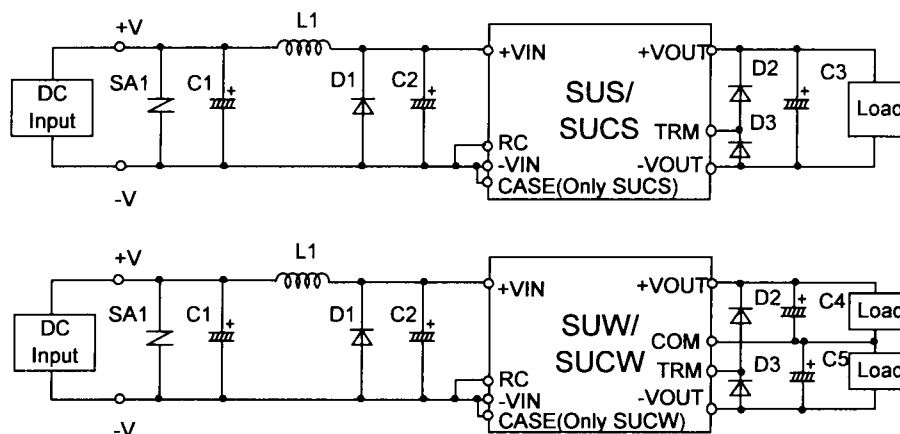 L1
+V
+VIN
+VOUT
SA1
C1
D1
C2
D2
C3
DC
Input
SUS/
SUCS
Load
TRM
D3
RC
-VIN
-VOUT
CASE(Only SUCS)
-V
L1
+V
+VIN
+VOUT
SA1
C1
D1
C2
D2
C4
Load
DC
Input
SUW/
SUCW
COM
TRM
D3
C5
Load
RC
-VIN
-VOUT
CASE(Only SUCW)
-V